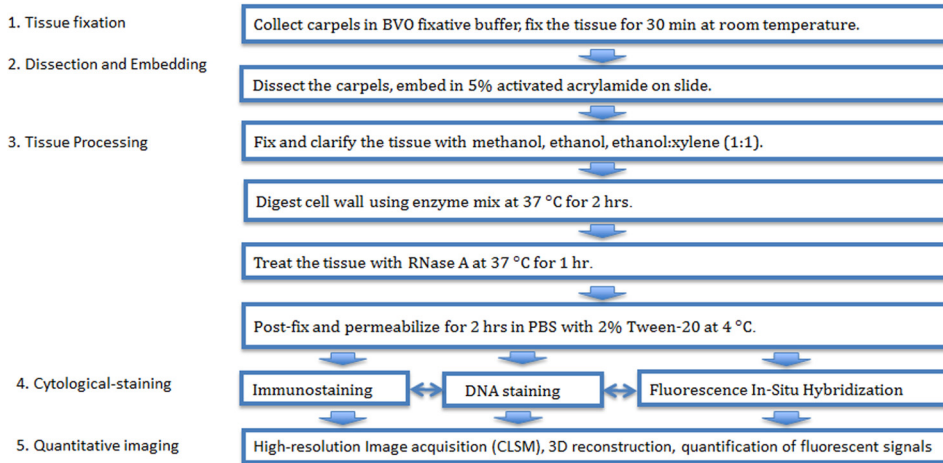 1. Tissue fixation
Collect carpels in BVO fixative buffer, fix the tissue for 30 min at room temperature.
2. Dissection and Embedding
Dissect the carpels, embed in 5% activated acrylamide on slide.
3. Tissue Processing
Fix and clarify the tissue with methanol, ethanol, ethanol:xylene (1:1).
Digest cell wall using enzyme mix at 37 °C for 2 hrs.
Treat the tissue with RNase A at 37 °C for 1 hr.
Post-fix and permeabilize for 2 hrs in PBS with 2% Tween-20 at 4 °C.
4. Cytological-staining
Immunostaining
DNA staining
Fluorescence In-Situ Hybridization
5. Quantitative imaging
High-resolution Image acquisition (CLSM), 3D reconstruction, quantification of fluorescent signals